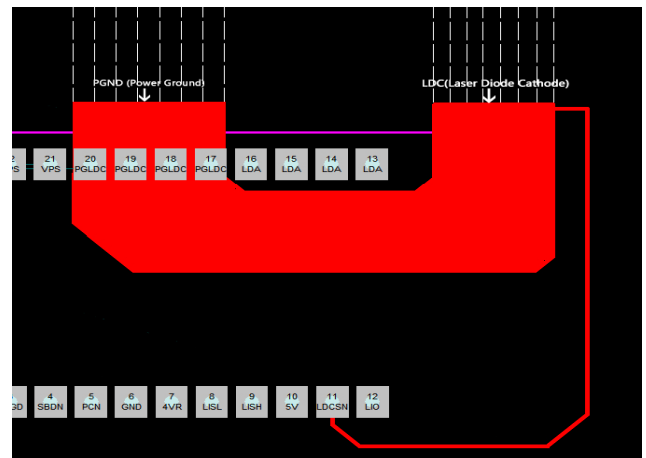 PGND (Power Ground)
LDC(Laser Diode Cathode)
21 20 19 18 17 16 15 14 13
PS VPS PGLDC PGLDC PGLDC PGLDC LDA LDA LDA LDA
4 5 6 7 8 9 10 11 12
GD SBDN PCN GND 4VR LISL LISH 5V LDCSN LIO